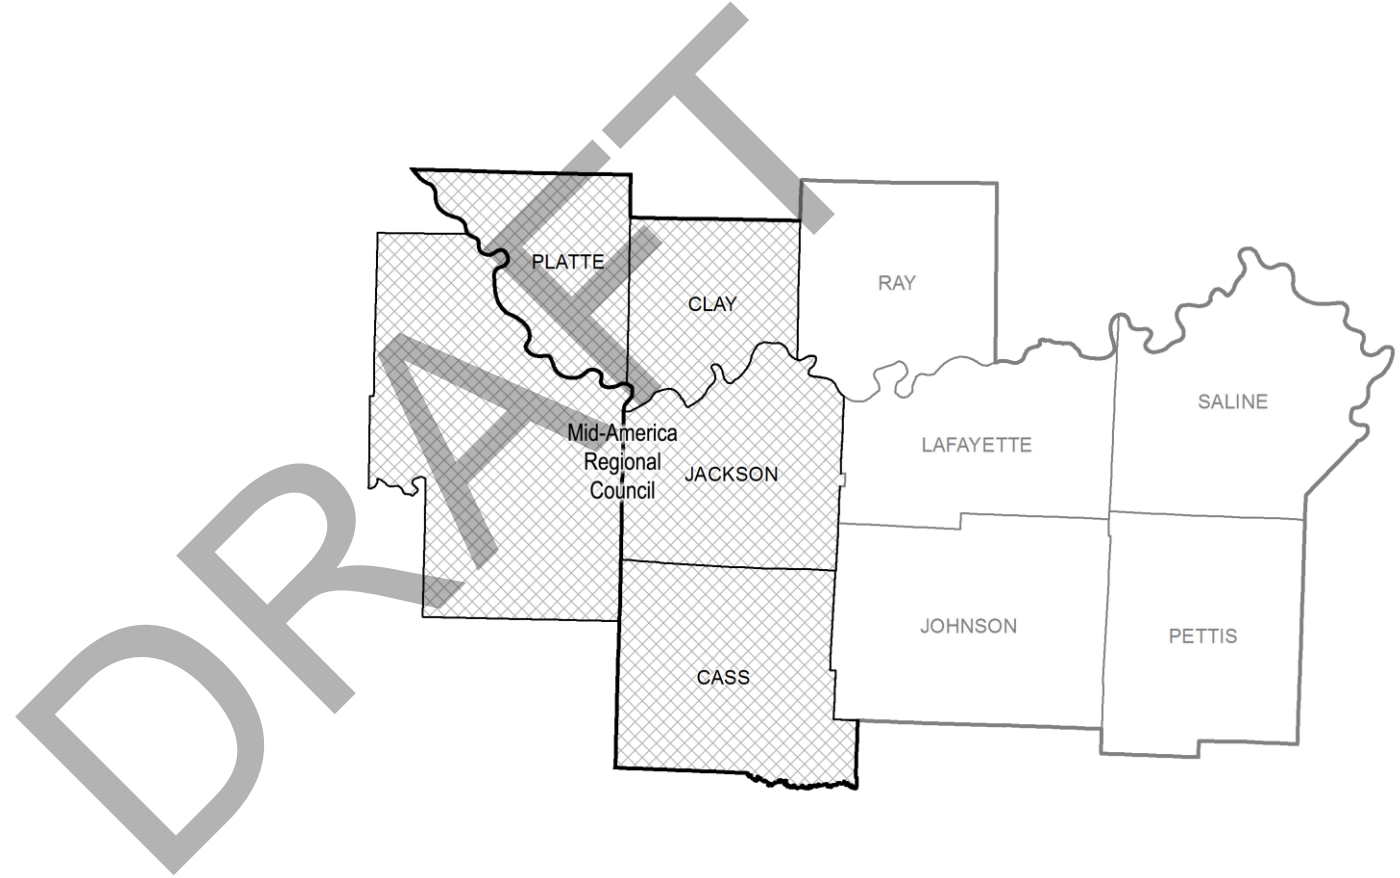 DRAFT
PLATTE
CLAY
RAY
SALINE
Mid-America
Regional
Council
JACKSON
LAFAYETTE
JOHNSON
PETTIS
CASS